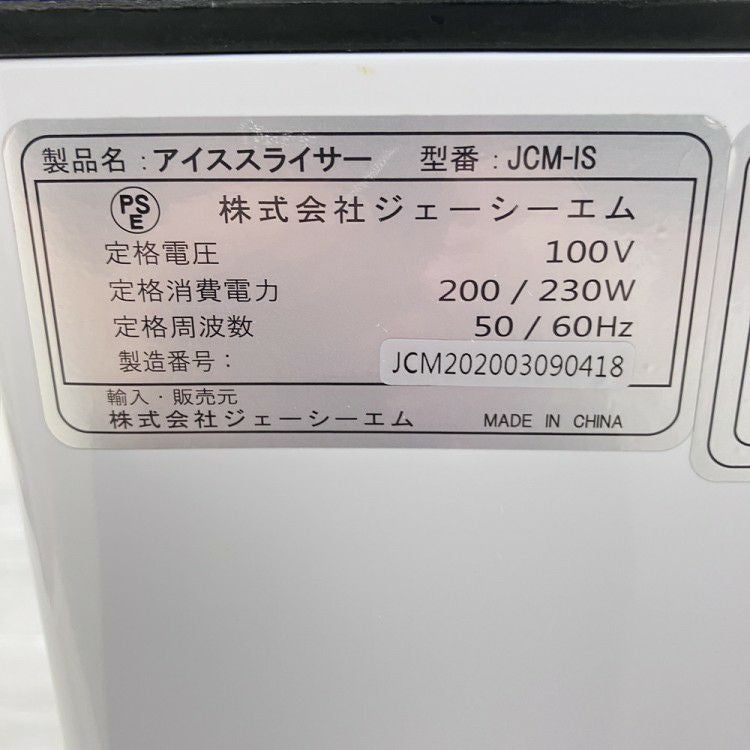 製品名：アイススライサー　型番：JCM-IS
PS
E
株式会社ジェーシーエム
定格電圧　100V
定格消費電力　200 / 230W
定格周波数　50 / 60Hz
製造番号：　JCM202003090418
輸入・販売元
株式会社ジェーシーエム　MADE IN CHINA